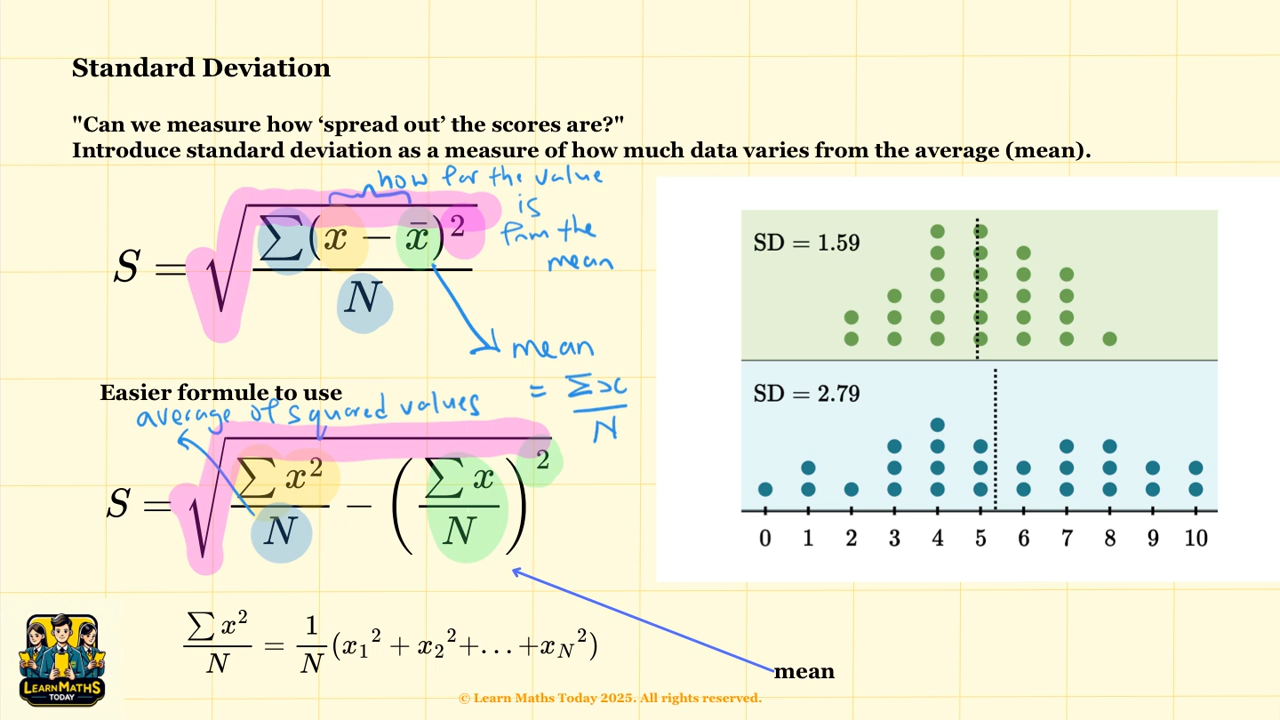 Standard Deviation
"Can we measure how ‘spread out’ the scores are?"
Introduce standard deviation as a measure of how much data varies from the average (mean).
how far the value
is
from the
mean
S = √(∑(x − x̄)² / N)
mean
= Σx / N
Easier formule to use
average of squared values
S = √(∑x² / N − (∑x / N)²)
∑x² / N = 1/N (x₁² + x₂² +...+ x_N²)
mean
SD = 1.59
SD = 2.79
0 1 2 3 4 5 6 7 8 9 10
LEARN MATHS
TODAY
© Learn Maths Today 2025. All rights reserved.